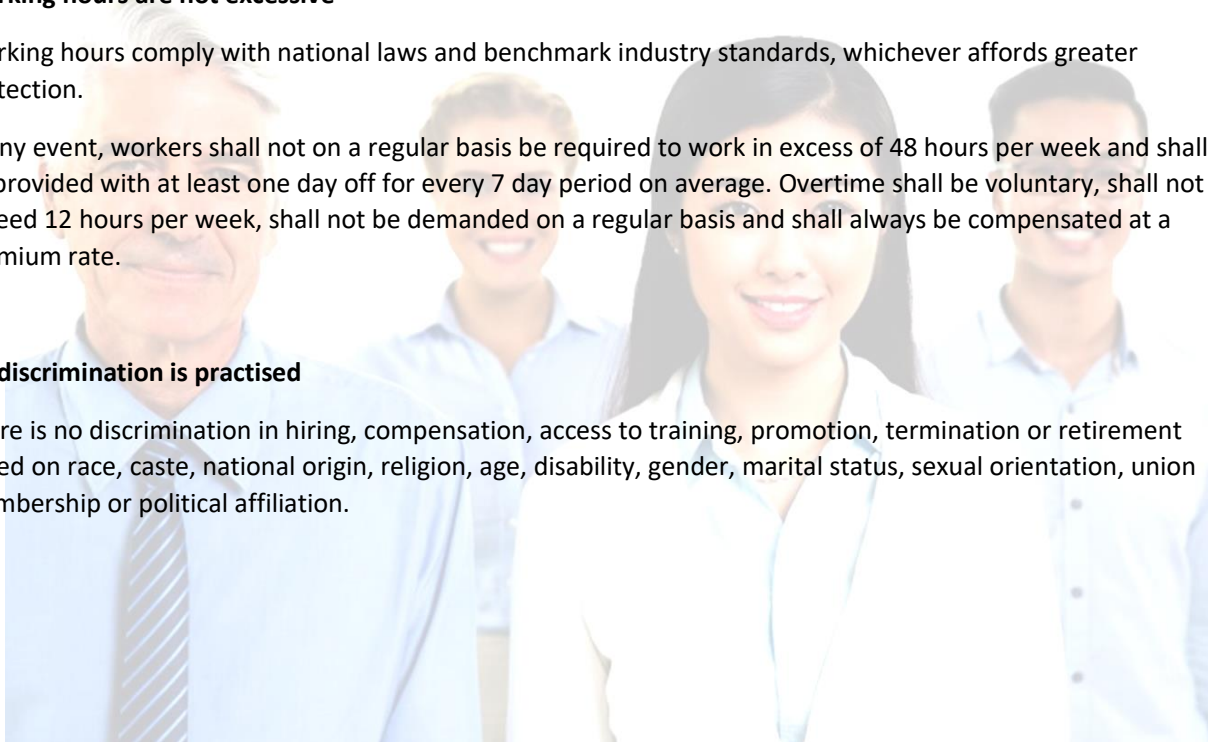 rking hours are not excessive
rking hours comply with national laws and benchmark industry standards, whichever affords greater
tection.
ny event, workers shall not on a regular basis be required to work in excess of 48 hours per week and shall
provided with at least one day off for every 7 day period on average. Overtime shall be voluntary, shall not
eed 12 hours per week, shall not be demanded on a regular basis and shall always be compensated at a
mium rate.
discrimination is practised
re is no discrimination in hiring, compensation, access to training, promotion, termination or retirement
ed on race, caste, national origin, religion, age, disability, gender, marital status, sexual orientation, union
mbership or political affiliation.